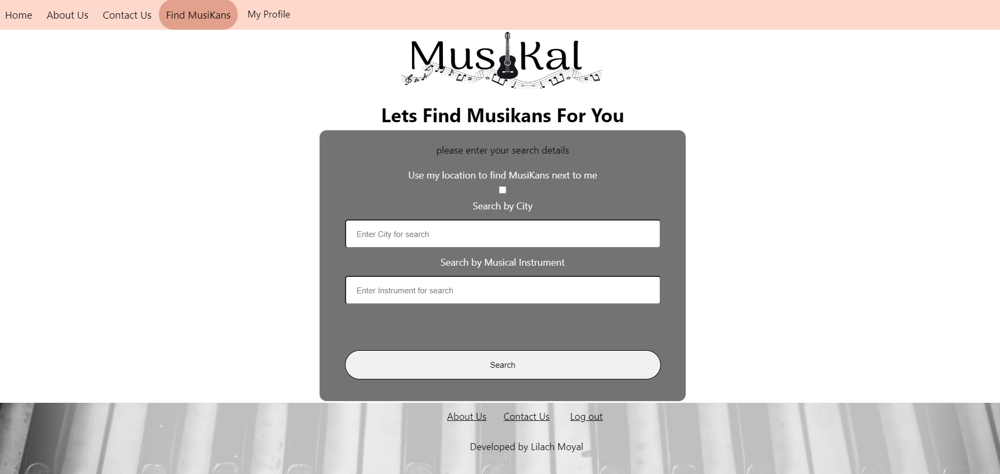 Home About Us Contact Us Find MusiKans My Profile
MusiKal
Lets Find Musikans For You
please enter your search details
Use my location to find MusiKans next to me
Search by City
Enter City for search
Search by Musical Instrument
Enter Instrument for search
Search
About Us Contact Us Log out
Developed by Lilach Moyal